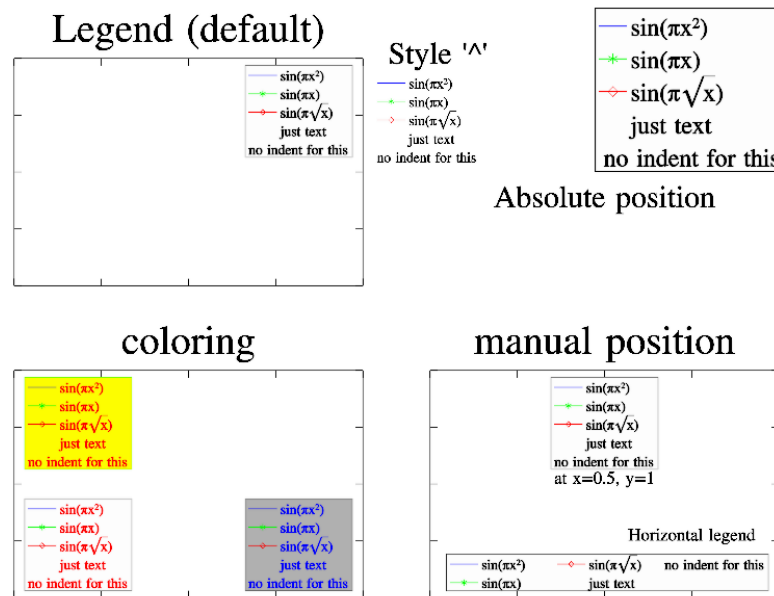 Legend (default)
sin(πx²)
sin(πx)
sin(π√x)
just text
no indent for this
Style '^'
sin(πx²)
sin(πx)
sin(π√x)
just text
no indent for this
sin(πx²)
sin(πx)
sin(π√x)
just text
no indent for this
Absolute position
coloring
sin(πx²)
sin(πx)
sin(π√x)
just text
no indent for this
sin(πx²)
sin(πx)
sin(π√x)
just text
no indent for this
sin(πx²)
sin(πx)
sin(π√x)
just text
no indent for this
manual position
sin(πx²)
sin(πx)
sin(π√x)
just text
no indent for this
at x=0.5, y=1
Horizontal legend
sin(πx²) sin(π√x) no indent for this
sin(πx) just text